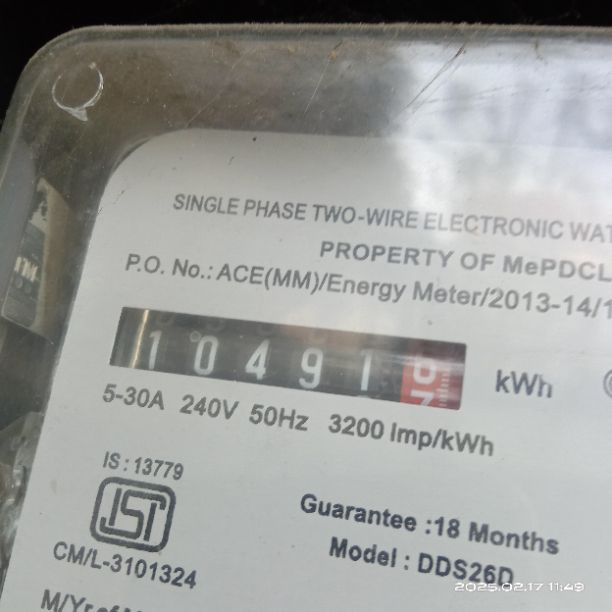 SINGLE PHASE TWO-WIRE ELECTRONIC WAT
PROPERTY OF MePDCL
P.O. No.: ACE(MM)/Energy Meter/2013-14/1
10491 kWh
5-30A 240V 50Hz 3200 Imp/kWh
IS : 13779
ISI
CM/L-3101324
Guarantee :18 Months
Model : DDS26D
2025.02.17 11:49